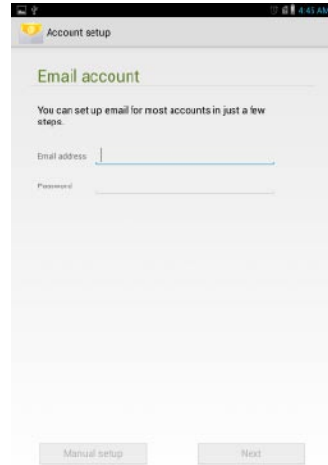 4:45 AM
Account setup
Email account
You can set up email for most accounts in just a few
steps.
Email address
Password
Manual setup
Next